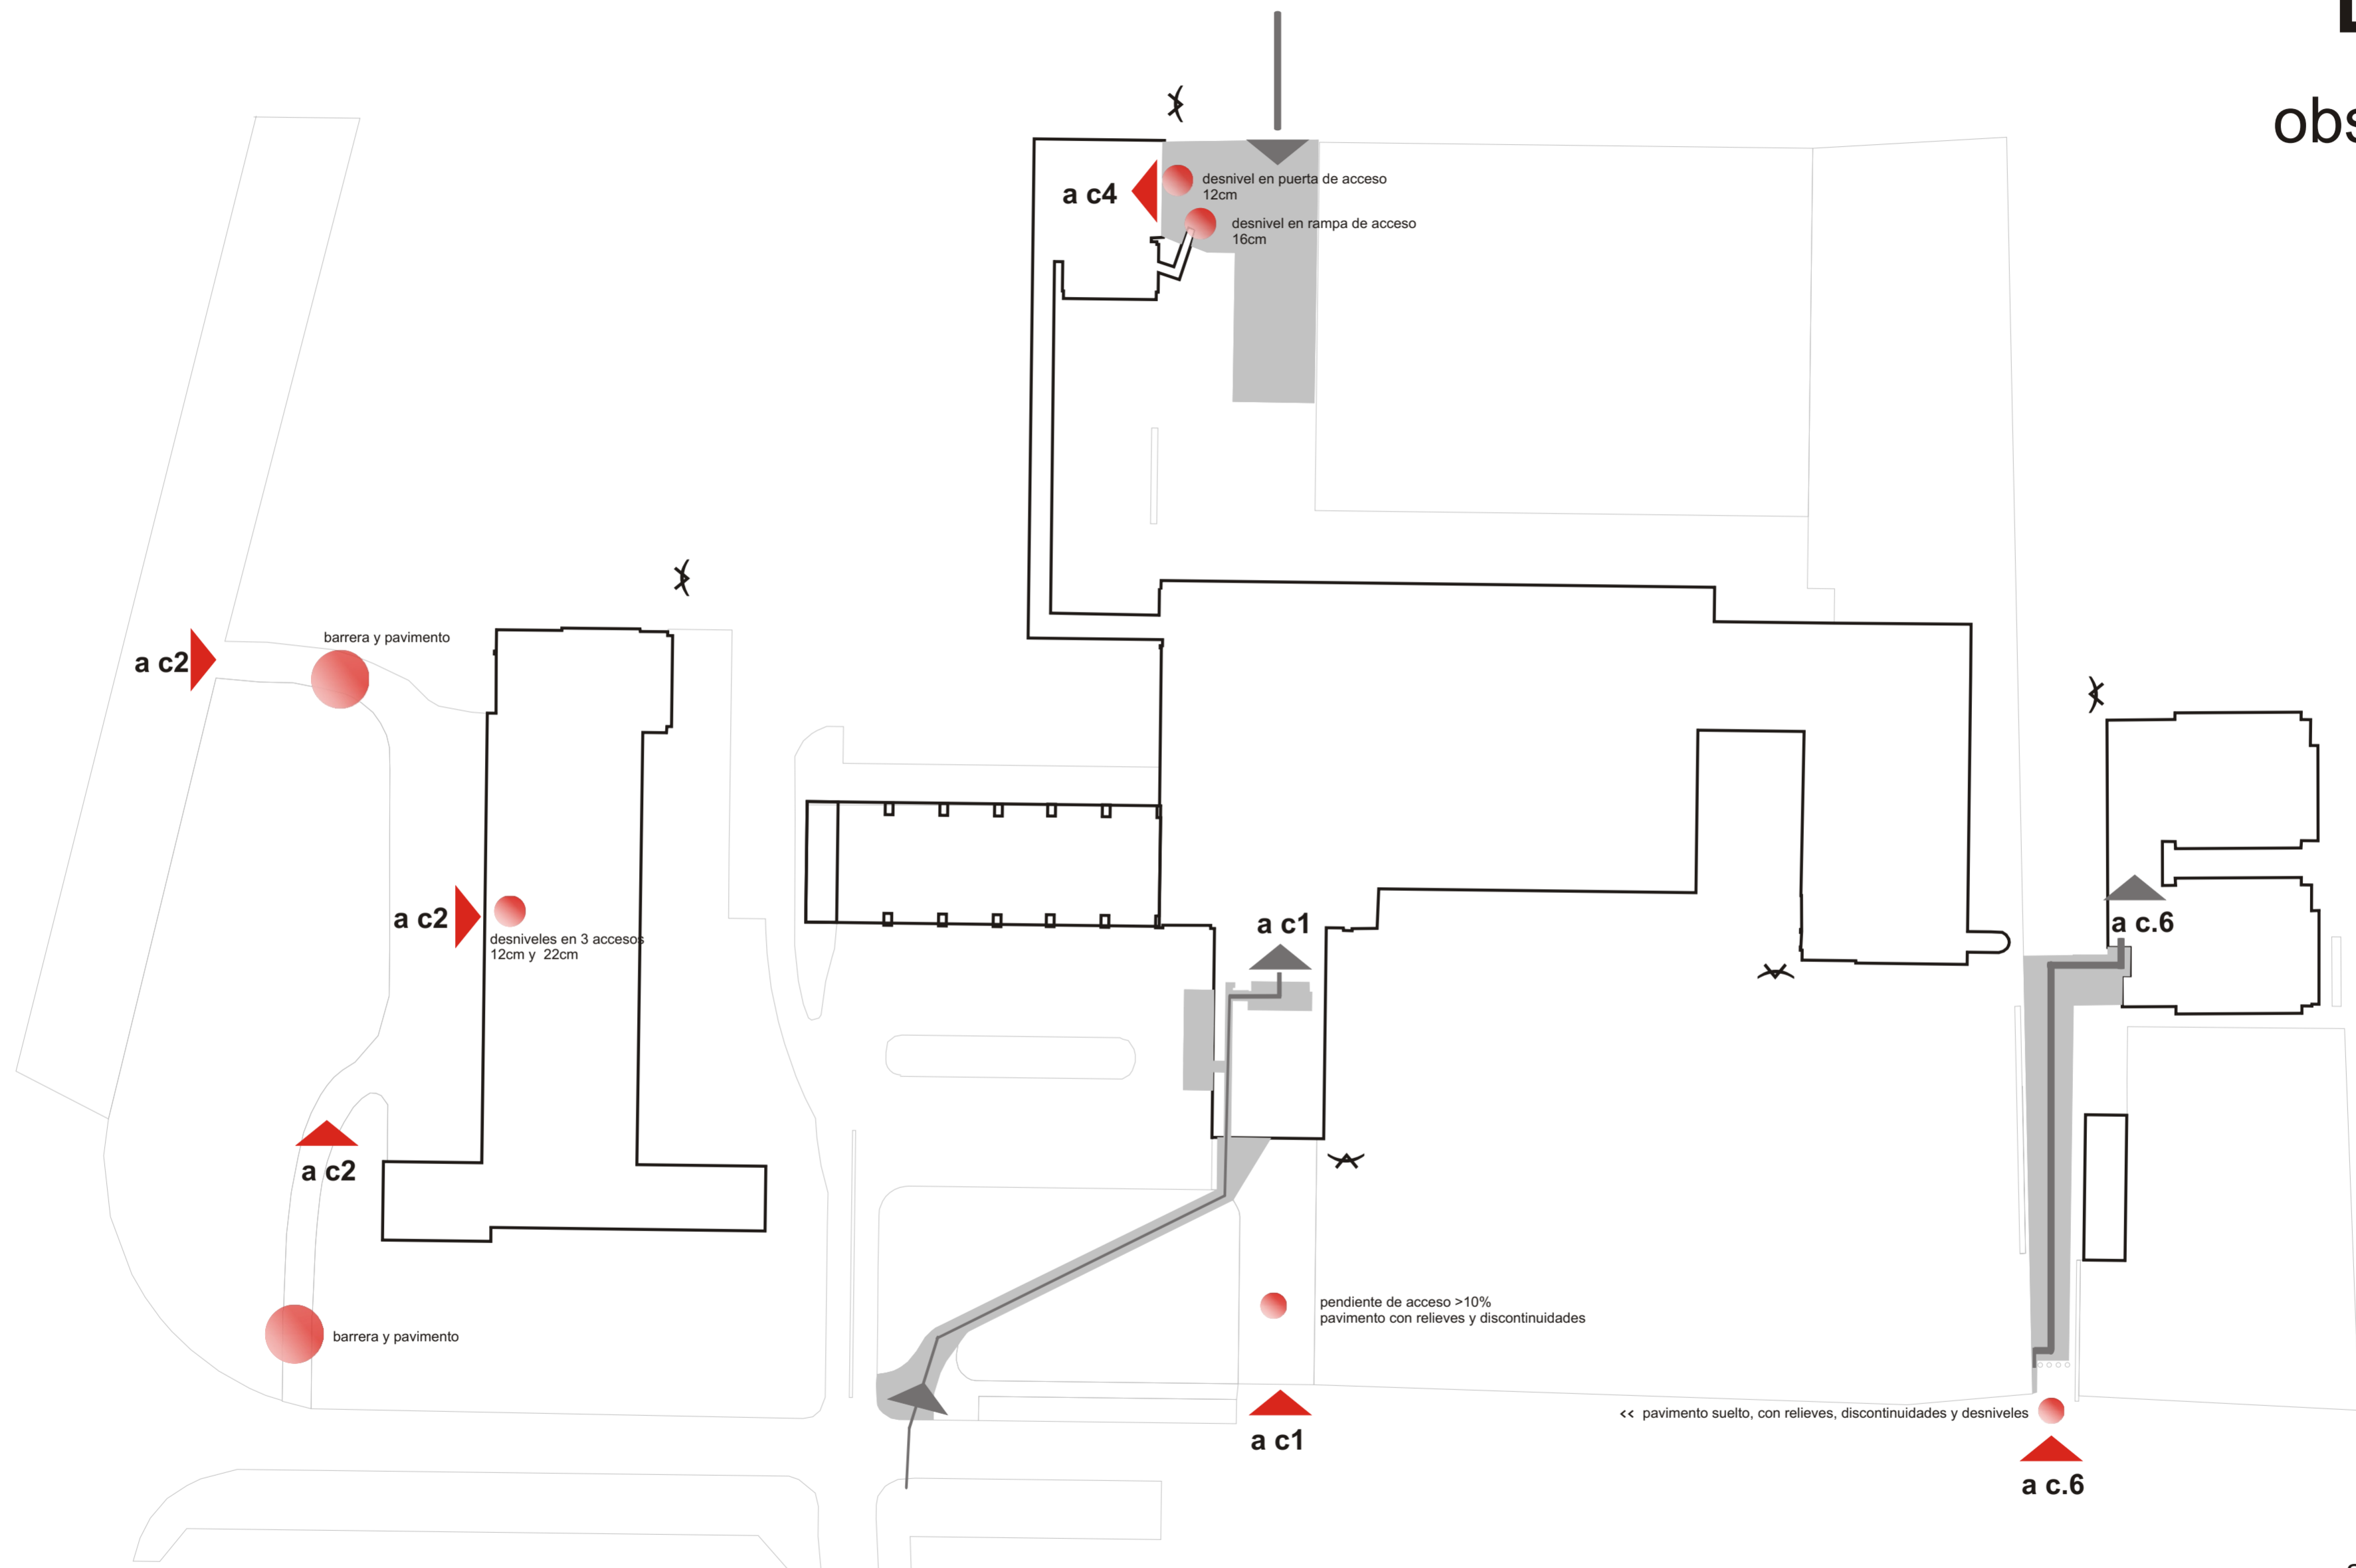 obs
a c4
desnivel en puerta de acceso
12cm
desnivel en rampa de acceso
16cm
barrera y pavimento
a c2
a c2
desniveles en 3 accesos
12cm y 22cm
a c1
a c.6
a c2
barrera y pavimento
pendiente de acceso >10%
pavimento con relieves y discontinuidades
<< pavimento suelto, con relieves, discontinuidades y desniveles
a c1
a c.6